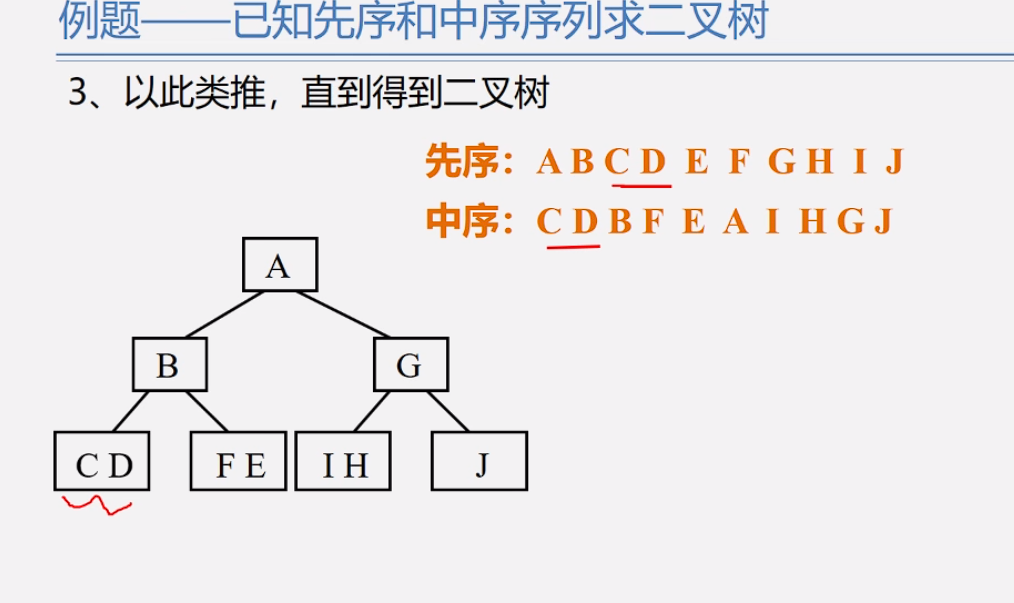 例题——已知先序和中序序列求二叉树
3、以此类推，直到得到二叉树
先序：A B C D E F G H I J
中序：C D B F E A I H G J
A
B
G
C D
F E
I H
J